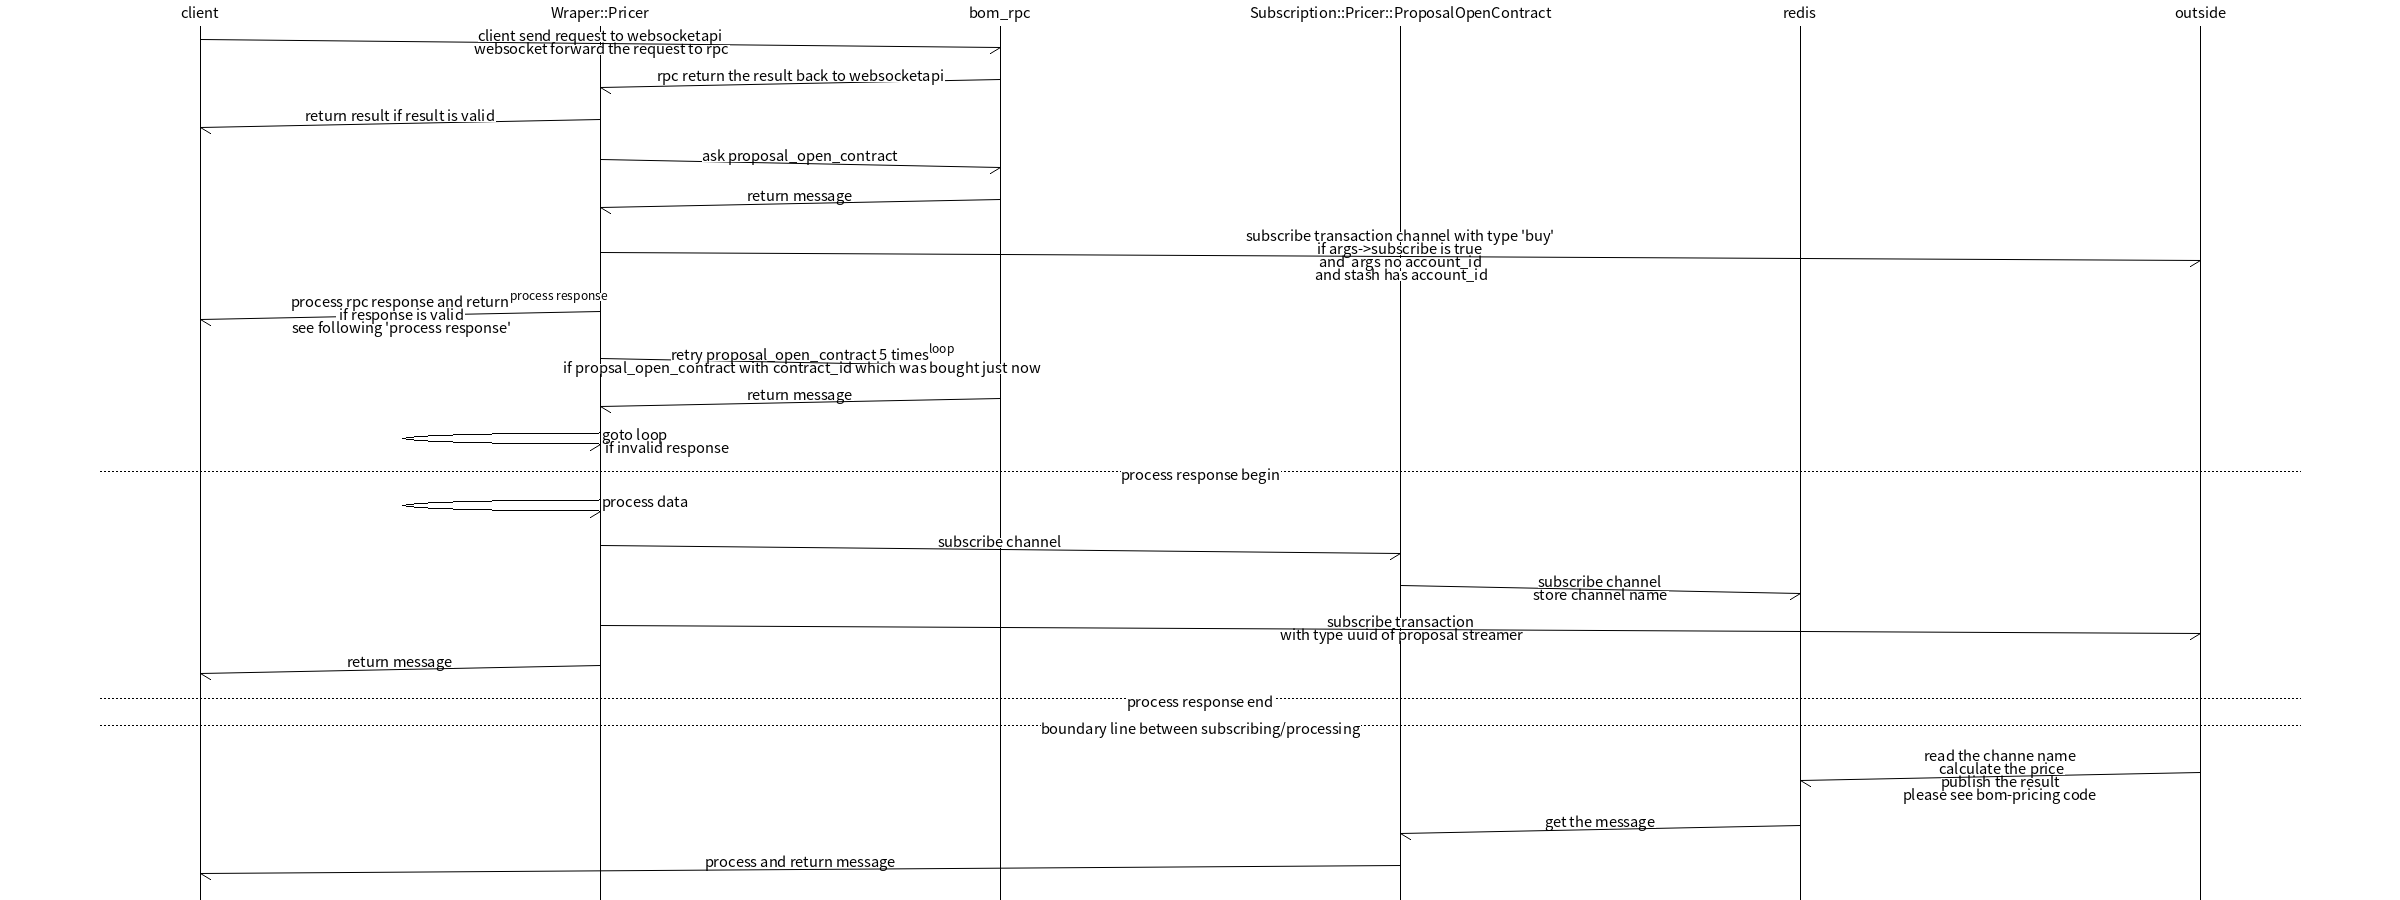 client
Wraper::Pricer
bom_rpc
Subscription::Pricer::ProposalOpenContract
redis
outside
client send request to websocketapi
websocket forward the request to rpc
rpc return the result back to websocketapi
return result if result is valid
ask proposal_open_contract
return message
subscribe transaction channel with type 'buy'
if args->subscribe is true
and  args no account_id
and stash has account_id
process rpc response and return process response
if response is valid
see following 'process response'
retry proposal_open_contract 5 times loop
if propsal_open_contract with contract_id which was bought just now
return message
goto loop
if invalid response
process response begin
process data
subscribe channel
subscribe channel
store channel name
subscribe transaction
with type uuid of proposal streamer
return message
process response end
boundary line between subscribing/processing
read the channe name
calculate the price
publish the result
please see bom-pricing code
get the message
process and return message